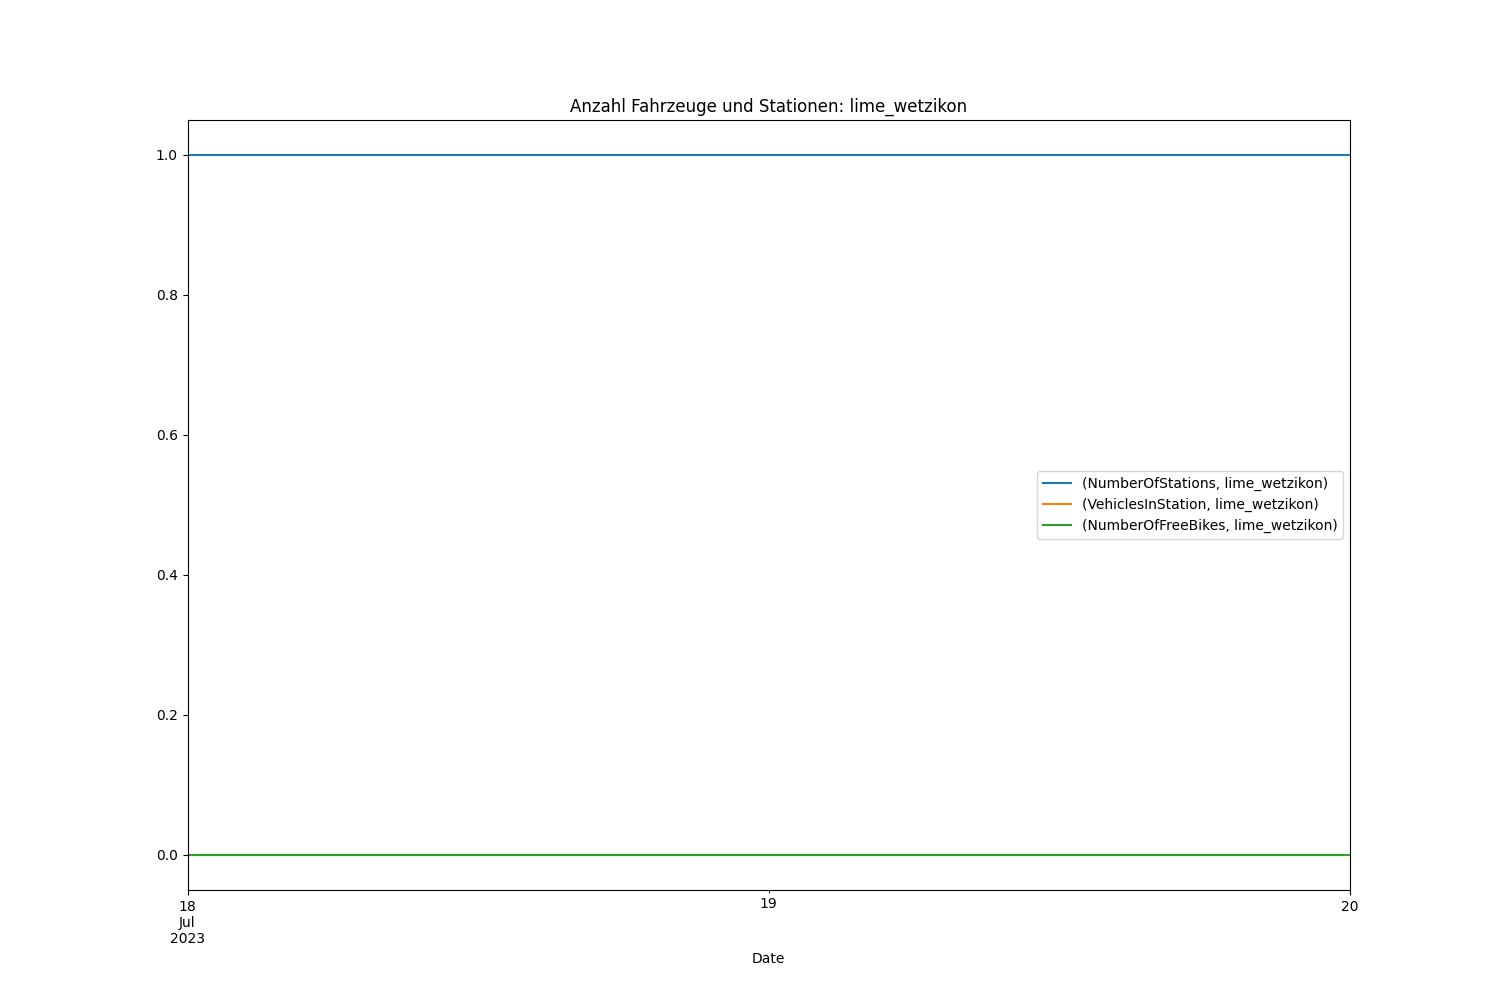 Anzahl Fahrzeuge und Stationen: lime_wetzikon
1.0
0.8
0.6
0.4
0.2
0.0
(NumberOfStations, lime_wetzikon)
(VehiclesInStation, lime_wetzikon)
(NumberOfFreeBikes, lime_wetzikon)
18
Jul
2023
19
20
Date